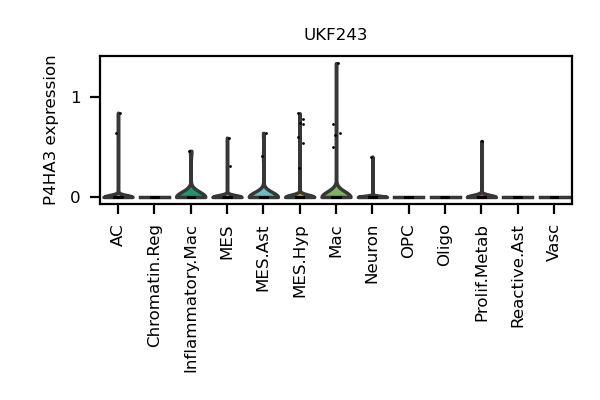 UKF243
P4HA3 expression
1
0
AC
Chromatin.Reg
Inflammatory.Mac
MES
MES.Ast
MES.Hyp
Mac
Neuron
OPC
Oligo
Prolif.Metab
Reactive.Ast
Vasc